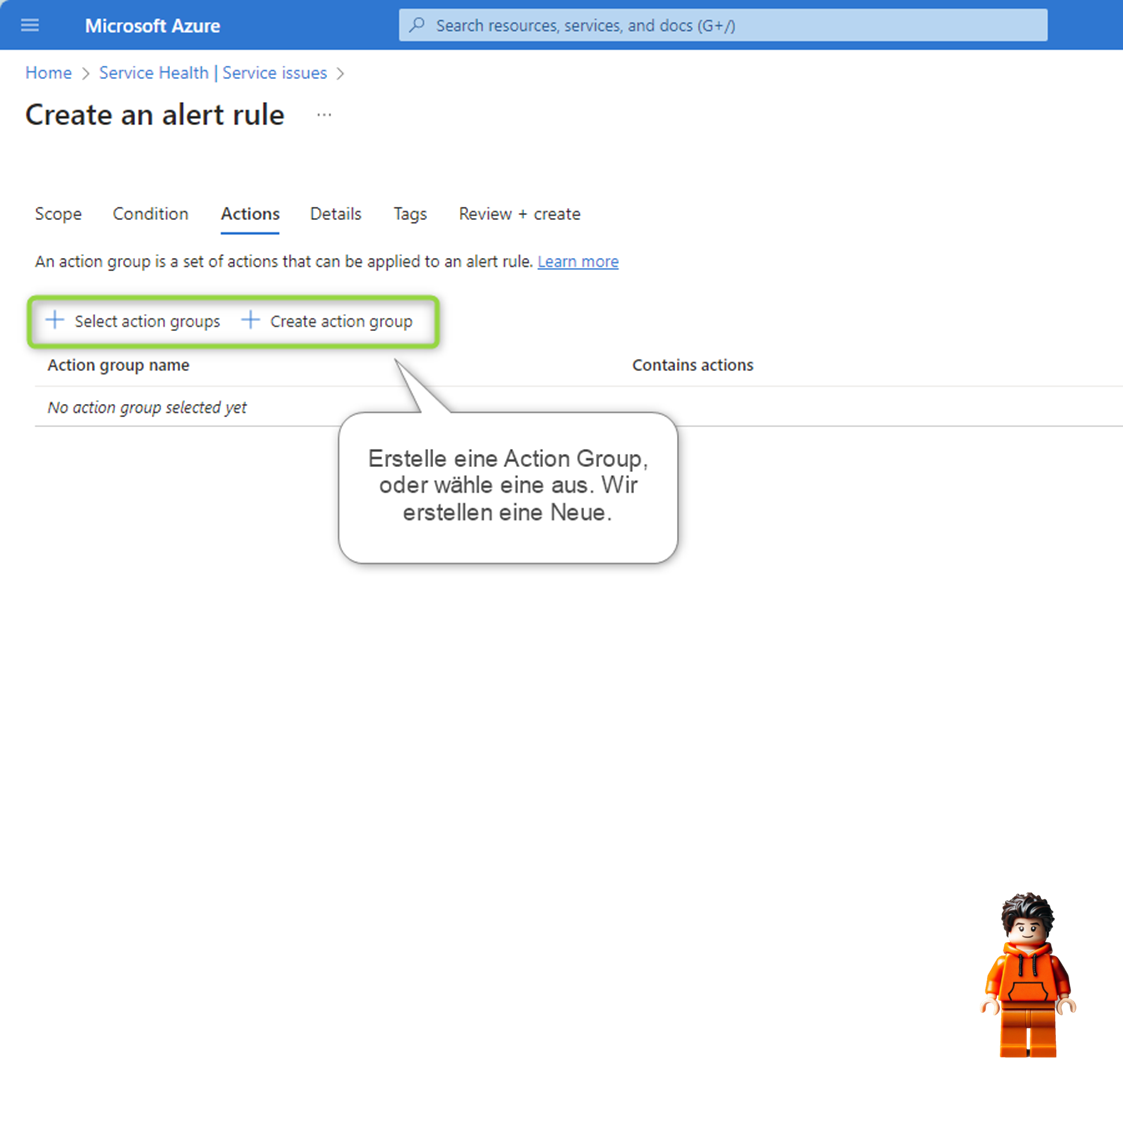 Microsoft Azure
Search resources, services, and docs (G+/)
Home > Service Health | Service issues >
Create an alert rule ...
Scope Condition Actions Details Tags Review + create
An action group is a set of actions that can be applied to an alert rule. Learn more
+ Select action groups + Create action group
Action group name Contains actions
No action group selected yet
Erstelle eine Action Group,
oder wähle eine aus. Wir
erstellen eine Neue.